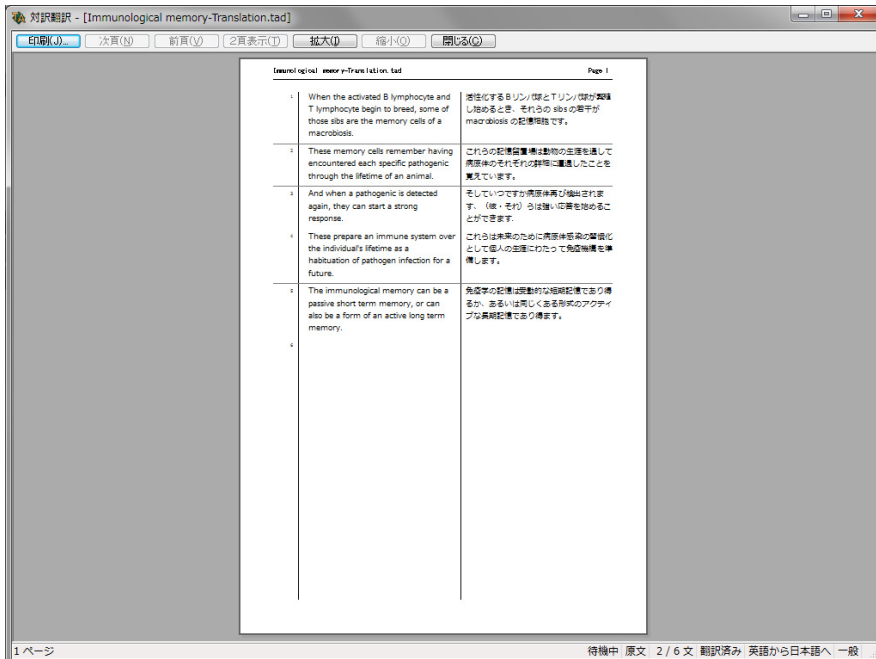 対訳翻訳 - [Immunological memory-Translation.tad]
印刷(J)... 次頁(N) 前頁(V) 2頁表示(T) 拡大(I) 縮小(O) 閉じる(C)
Immunological memory-Translation.tad Page 1
1
When the activated B lymphocyte and
T lymphocyte begin to breed, some of
those sibs are the memory cells of a
macrobiosis.
活性化するBリンパ球とTリンパ球が繁殖
し始めるとき、それらの sibs の若干が
macrobiosis の記憶細胞です。
2
These memory cells remember having
encountered each specific pathogenic
through the lifetime of an animal.
これらの記憶留置場は動物の生涯を通して
病原体のそれぞれの詳細に遭遇したことを
覚えています。
3
And when a pathogenic is detected
again, they can start a strong
response.
そしていつですか病原体再び検出されま
す、（彼・それ）らは強い応答を始めるこ
とができます.
4
These prepare an immune system over
the individual's lifetime as a
habituation of pathogen infection for a
future.
これらは未来のために病原体感染の習慣化
として個人の生涯にわたって免疫機構を準
備します。
5
The immunological memory can be a
passive short term memory, or can
also be a form of an active long term
memory.
免疫学の記憶は受動的な短期記憶であり得
るか、あるいは同じくある形式のアクティ
ブな長期記憶であり得ます。
6
1 ページ 待機中 原文 2 / 6 文 翻訳済み 英語から日本語へ 一般